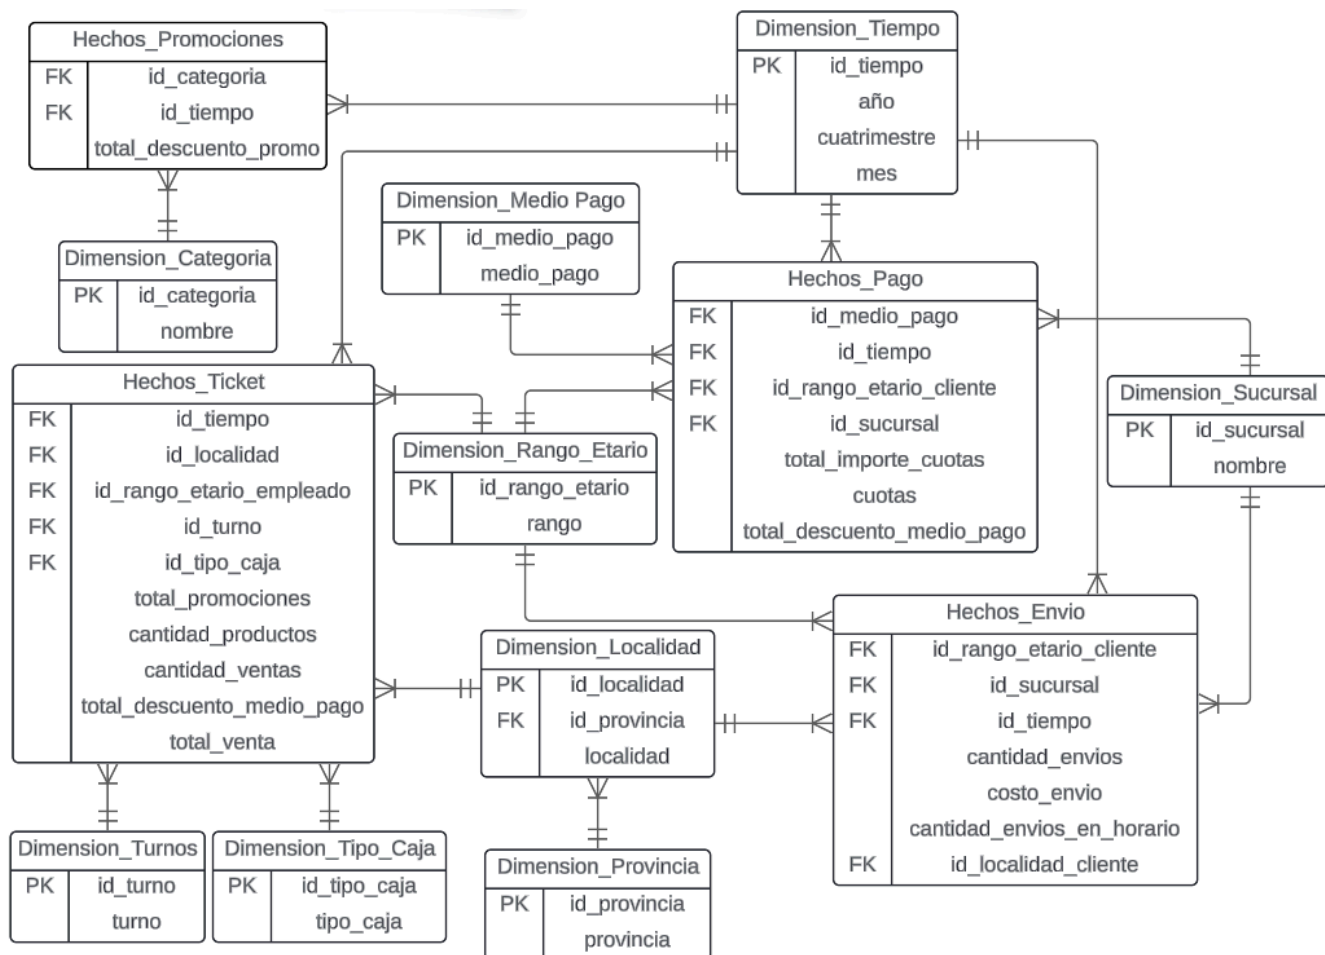 Hechos_Promociones
FK id_categoria
FK id_tiempo
total_descuento_promo
Dimension_Tiempo
PK id_tiempo
año
cuatrimestre
mes
Dimension_Medio Pago
PK id_medio_pago
medio_pago
Dimension_Categoria
PK id_categoria
nombre
Hechos_Pago
FK id_medio_pago
FK id_tiempo
FK id_rango_etario_cliente
FK id_sucursal
total_importe_cuotas
cuotas
total_descuento_medio_pago
Hechos_Ticket
FK id_tiempo
FK id_localidad
FK id_rango_etario_empleado
FK id_turno
FK id_tipo_caja
total_promociones
cantidad_productos
cantidad_ventas
total_descuento_medio_pago
total_venta
Dimension_Rango_Etario
PK id_rango_etario
rango
Dimension_Sucursal
PK id_sucursal
nombre
Hechos_Envio
FK id_rango_etario_cliente
FK id_sucursal
FK id_tiempo
cantidad_envios
costo_envio
cantidad_envios_en_horario
FK id_localidad_cliente
Dimension_Localidad
PK id_localidad
FK id_provincia
localidad
Dimension_Turnos
PK id_turno
turno
Dimension_Tipo_Caja
PK id_tipo_caja
tipo_caja
Dimension_Provincia
PK id_provincia
provincia